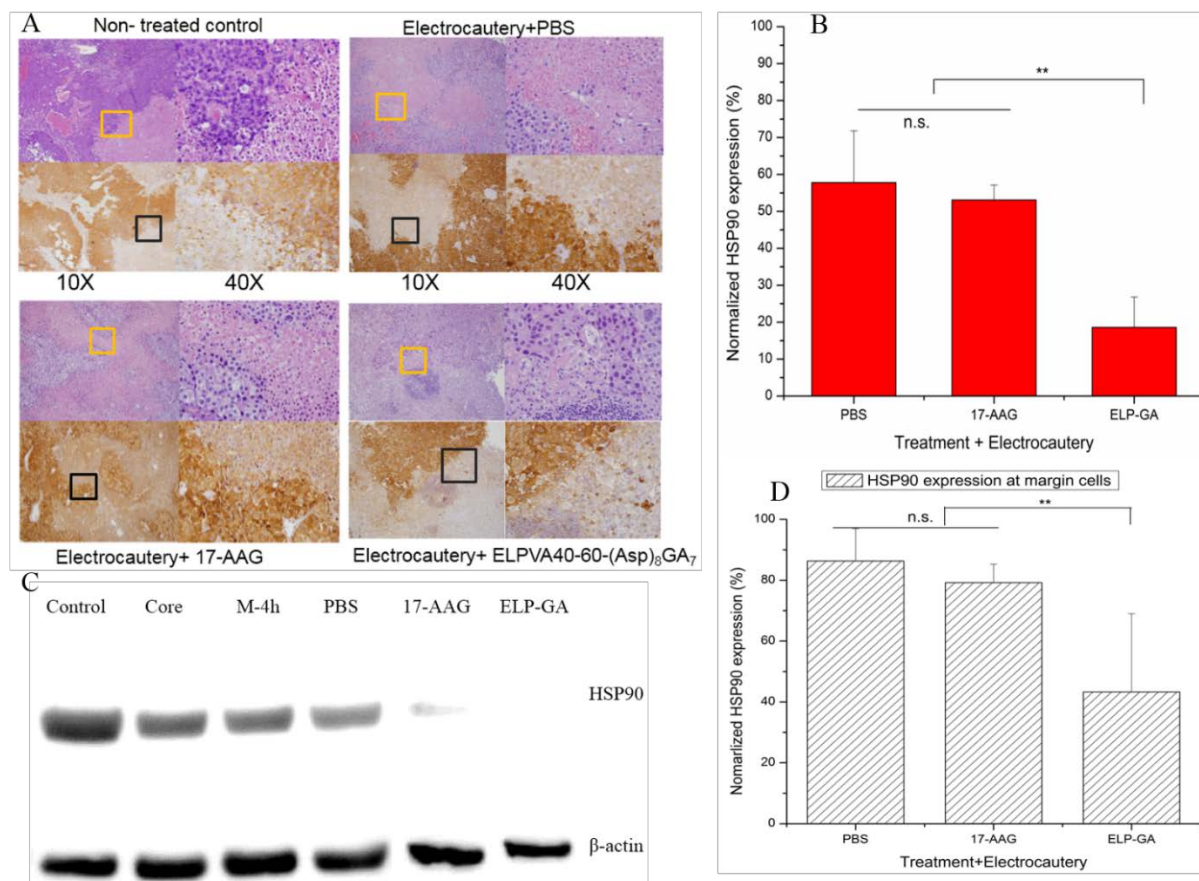 A
Non- treated control
Electrocautery+PBS
10X 40X 10X 40X
Electrocautery+ 17-AAG
Electrocautery+ ELPVA40-60-(Asp)₈GA₇
B
Normalized HSP90 expression (%)
100
90
80
70
60
50
40
30
20
10
0
n.s.
**
PBS 17-AAG ELP-GA
Treatment + Electrocautery
C
Control Core M-4h PBS 17-AAG ELP-GA
HSP90
β-actin
D
HSP90 expression at margin cells
Nomarlized HSP90 expression (%)
100
80
60
40
20
0
n.s.
**
PBS 17-AAG ELP-GA
Treatment+Electrocautery